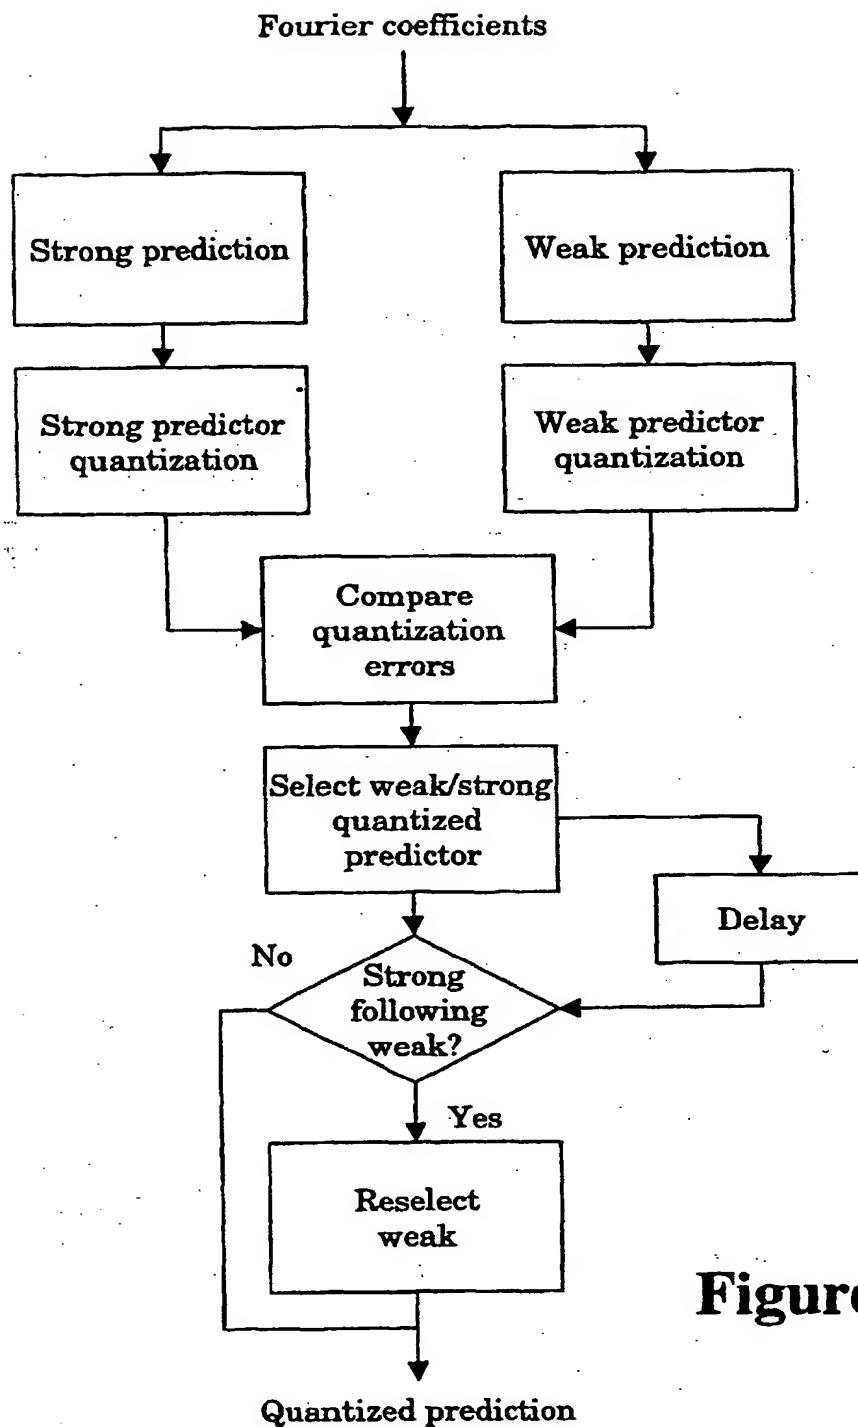 Fourier coefficients
Strong prediction
Weak prediction
Strong predictor
quantization
Weak predictor
quantization
Compare
quantization
errors
Select weak/strong
quantized
predictor
Delay
No
Strong
following
weak?
Yes
Reselect
weak
Figure
Quantized prediction